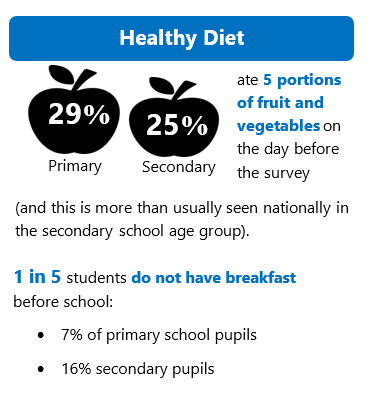 Healthy Diet
29%
Primary
25%
Secondary
ate 5 portions
of fruit and
vegetables on
the day before
the survey
(and this is more than usually seen nationally in
the secondary school age group).
1 in 5 students do not have breakfast
before school:
• 7% of primary school pupils
• 16% secondary pupils